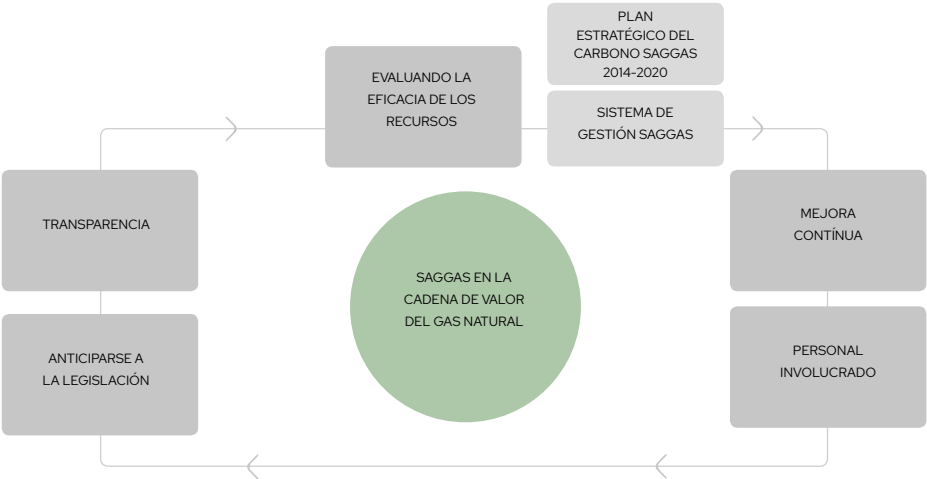 PLAN
ESTRATÉGICO DEL
CARBONO SAGGAS
2014-2020
EVALUANDO LA
EFICACIA DE LOS
RECURSOS
SISTEMA DE
GESTIÓN SAGGAS
TRANSPARENCIA
MEJORA
CONTÍNUA
SAGGAS EN LA
CADENA DE VALOR
DEL GAS NATURAL
ANTICIPARSE A
LA LEGISLACIÓN
PERSONAL
INVOLUCRADO